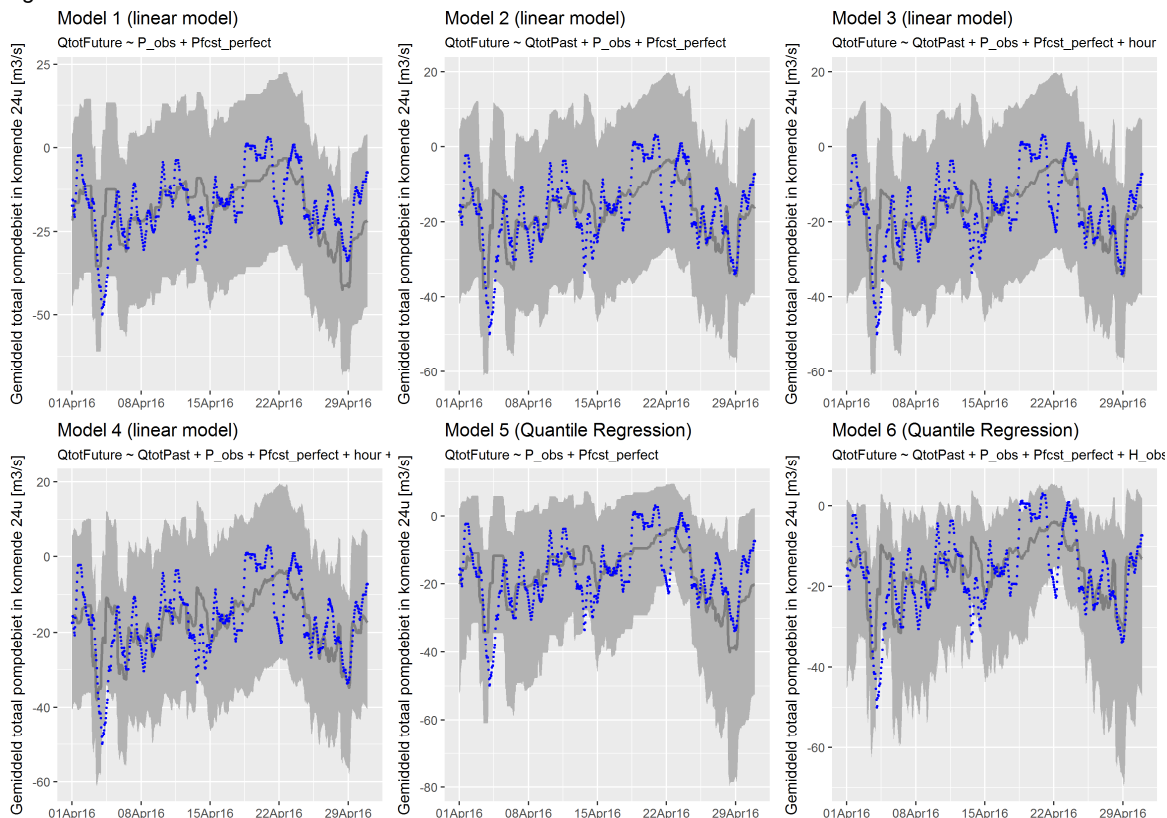 Model 1 (linear model)
QtotFuture ~ P_obs + Pfcst_perfect
Gemiddeld totaal pompdebiet in komende 24u [m3/s]
25
0
-25
-50
01Apr16 08Apr16 15Apr16 22Apr16 29Apr16
Model 2 (linear model)
QtotFuture ~ QtotPast + P_obs + Pfcst_perfect
Gemiddeld totaal pompdebiet in komende 24u [m3/s]
20
0
-20
-40
-60
01Apr16 08Apr16 15Apr16 22Apr16 29Apr16
Model 3 (linear model)
QtotFuture ~ QtotPast + P_obs + Pfcst_perfect + hour
Gemiddeld totaal pompdebiet in komende 24u [m3/s]
20
0
-20
-40
-60
01Apr16 08Apr16 15Apr16 22Apr16 29Apr16
Model 4 (linear model)
QtotFuture ~ QtotPast + P_obs + Pfcst_perfect + hour +
Gemiddeld totaal pompdebiet in komende 24u [m3/s]
20
0
-20
-40
-60
01Apr16 08Apr16 15Apr16 22Apr16 29Apr16
Model 5 (Quantile Regression)
QtotFuture ~ P_obs + Pfcst_perfect
Gemiddeld totaal pompdebiet in komende 24u [m3/s]
0
-20
-40
-60
-80
01Apr16 08Apr16 15Apr16 22Apr16 29Apr16
Model 6 (Quantile Regression)
QtotFuture ~ QtotPast + P_obs + Pfcst_perfect + H_obs
Gemiddeld totaal pompdebiet in komende 24u [m3/s]
0
-20
-40
-60
01Apr16 08Apr16 15Apr16 22Apr16 29Apr16